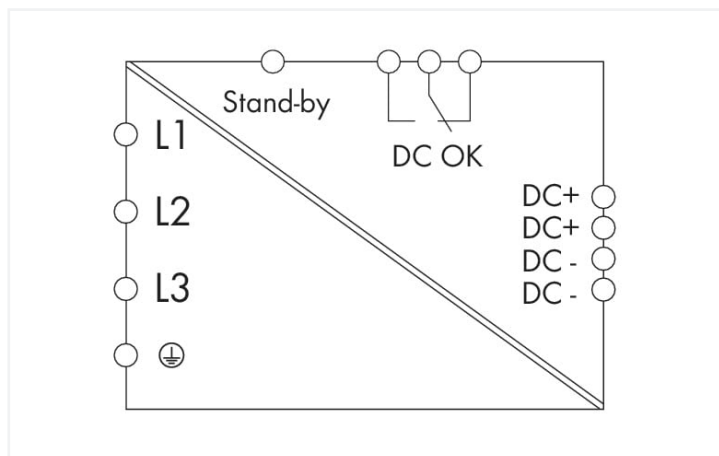 Stand-by
DC OK
L1
L2
L3
DC+
DC+
DC -
DC -